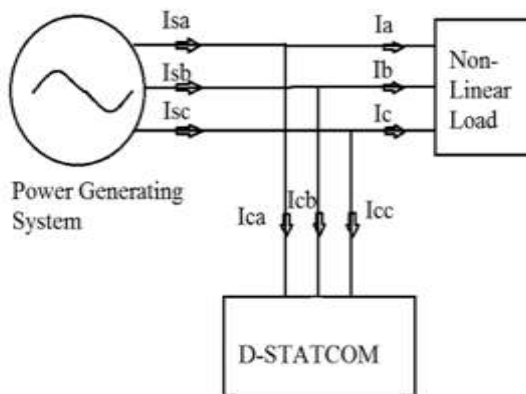 Isa
Ia
Non-
Linear
Load
Isb
Ib
Isc
Ic
Power Generating
System
Ica
Icb
Icc
D-STATCOM